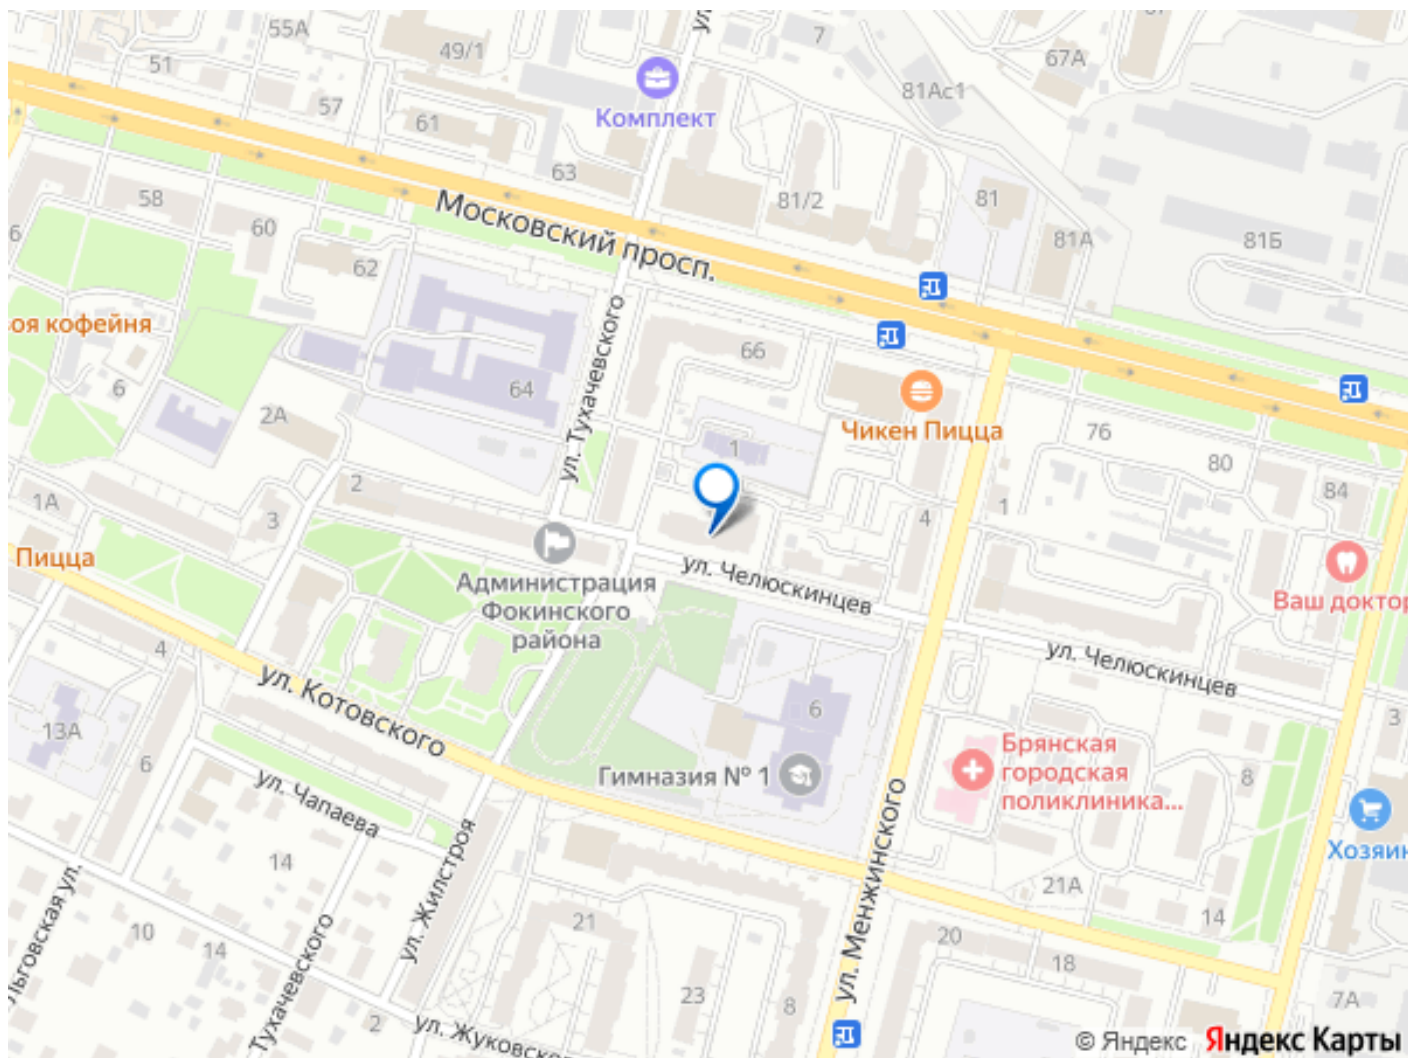 55А
49/1
ул.
7
67А
51
81Ас1
57
Комплект
61
63
58
81/2
81
60
Московский просп.
81А
81Б
62
6
воя кофейня
ул. Тухачевского
66
6
64
2А
1
Чикен Пицца
76
80
84
2
1А
3
4
1
Пицца
Администрация
Фокинского
района
ул. Челюскинцев
Ваш доктор
4
ул. Котовского
ул. Челюскинцев
6
3
13А
6
Гимназия № 1
Брянская
городская
поликлиника...
8
ул. Чапаева
ул. Менжинского
Хозяин
14
ул. Жилстроя
21А
14
Льговская ул.
10
14
Тухачевского
21
20
18
23
8
7А
2
ул. Жуковског
© Яндекс Яндекс Карты